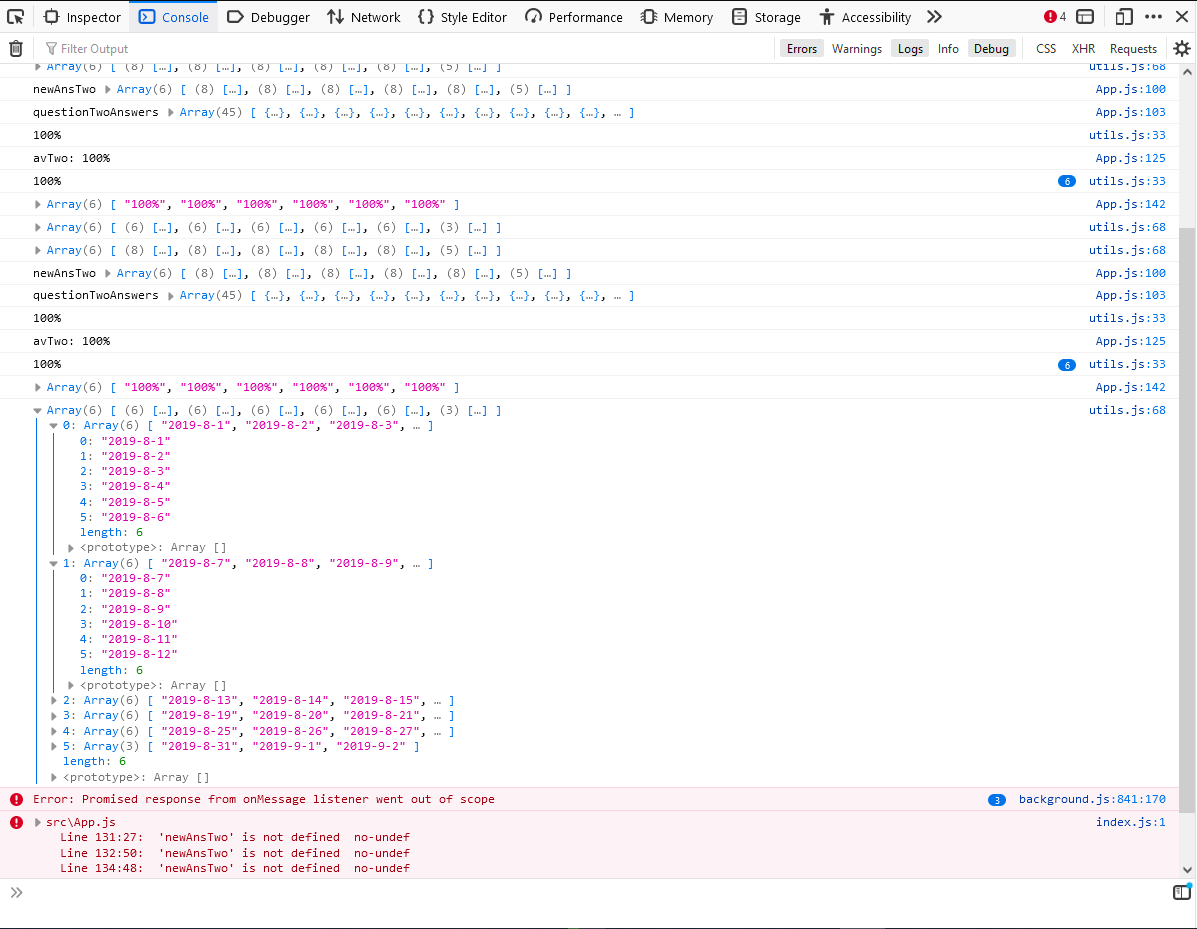 Inspector Console Debugger Network Style Editor Performance Memory Storage Accessibility 4
Filter Output Errors Warnings Logs Info Debug CSS XHR Requests
Array(6) [ (8) […], (8) […], (8) […], (8) […], (8) […], (5) […] ] utils.js:68
newAnsTwo Array(6) [ (8) […], (8) […], (8) […], (8) […], (8) […], (5) […] ] App.js:100
questionTwoAnswers Array(45) [ {…}, {…}, {…}, {…}, {…}, {…}, {…}, {…}, {…}, {…}, … ] App.js:103
100% utils.js:33
avTwo: 100% App.js:125
100% 6 utils.js:33
Array(6) [ "100%", "100%", "100%", "100%", "100%", "100%" ] App.js:142
Array(6) [ (6) […], (6) […], (6) […], (6) […], (6) […], (3) […] ] utils.js:68
Array(6) [ (8) […], (8) […], (8) […], (8) […], (8) […], (5) […] ] utils.js:68
newAnsTwo Array(6) [ (8) […], (8) […], (8) […], (8) […], (8) […], (5) […] ] App.js:100
questionTwoAnswers Array(45) [ {…}, {…}, {…}, {…}, {…}, {…}, {…}, {…}, {…}, {…}, … ] App.js:103
100% utils.js:33
avTwo: 100% App.js:125
100% 6 utils.js:33
Array(6) [ "100%", "100%", "100%", "100%", "100%", "100%" ] App.js:142
Array(6) [ (6) […], (6) […], (6) […], (6) […], (6) […], (3) […] ] utils.js:68
0: Array(6) [ "2019-8-1", "2019-8-2", "2019-8-3", … ]
0: "2019-8-1"
1: "2019-8-2"
2: "2019-8-3"
3: "2019-8-4"
4: "2019-8-5"
5: "2019-8-6"
length: 6
<prototype>: Array []
1: Array(6) [ "2019-8-7", "2019-8-8", "2019-8-9", … ]
0: "2019-8-7"
1: "2019-8-8"
2: "2019-8-9"
3: "2019-8-10"
4: "2019-8-11"
5: "2019-8-12"
length: 6
<prototype>: Array []
2: Array(6) [ "2019-8-13", "2019-8-14", "2019-8-15", … ]
3: Array(6) [ "2019-8-19", "2019-8-20", "2019-8-21", … ]
4: Array(6) [ "2019-8-25", "2019-8-26", "2019-8-27", … ]
5: Array(3) [ "2019-8-31", "2019-9-1", "2019-9-2" ]
length: 6
<prototype>: Array []
Error: Promised response from onMessage listener went out of scope 3 background.js:841:170
src\App.js index.js:1
Line 131:27: 'newAnsTwo' is not defined no-undef
Line 132:50: 'newAnsTwo' is not defined no-undef
Line 134:48: 'newAnsTwo' is not defined no-undef